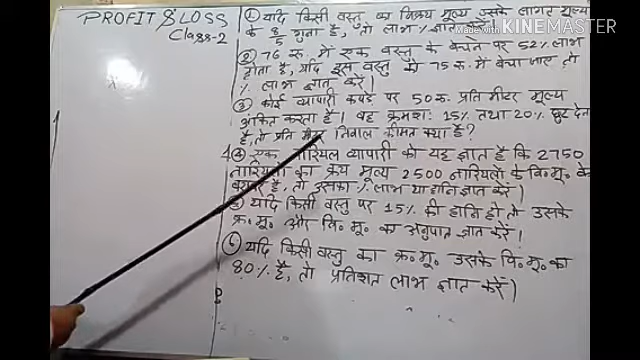 PROFIT & LOSS
Class-2
① यदि किसी वस्तु का विक्रय मूल्य उसके लागत मूल्य
के 8/5 गुना है, तो लाभ
Made with KINEMASTER
② 76 रु. में एक वस्तु के बेचने पर 52% लाभ
होता है, यदि इस वस्तु को 75 रु. में बेचा जाए तो
% लाभ ज्ञात करें)
③ कोई व्यापारी कपड़े पर 50 रु. प्रति मीटर मूल्य
अंकित करता है। वह क्रमशः 15% तथा 20% छूट देता
है, तो प्रति मीटर निवाल कीमत क्या है?
4 एक नारियल व्यापारी को यह ज्ञात है कि 2750
नारियलों का क्रय मूल्य 2500 नारियलों के वि॰मू॰ के
बराबर है, तो उसका % लाभ या हानि ज्ञात करें)
5 यदि किसी वस्तु पर 15% की हानि हो तो उसके
क्र॰मू॰ और वि॰मू॰ का अनुपात ज्ञात करें!
⑥ यदि किसी वस्तु का क्र॰मू॰ उसके वि॰मू॰ का
80% है, तो प्रतिशत लाभ ज्ञात करें)